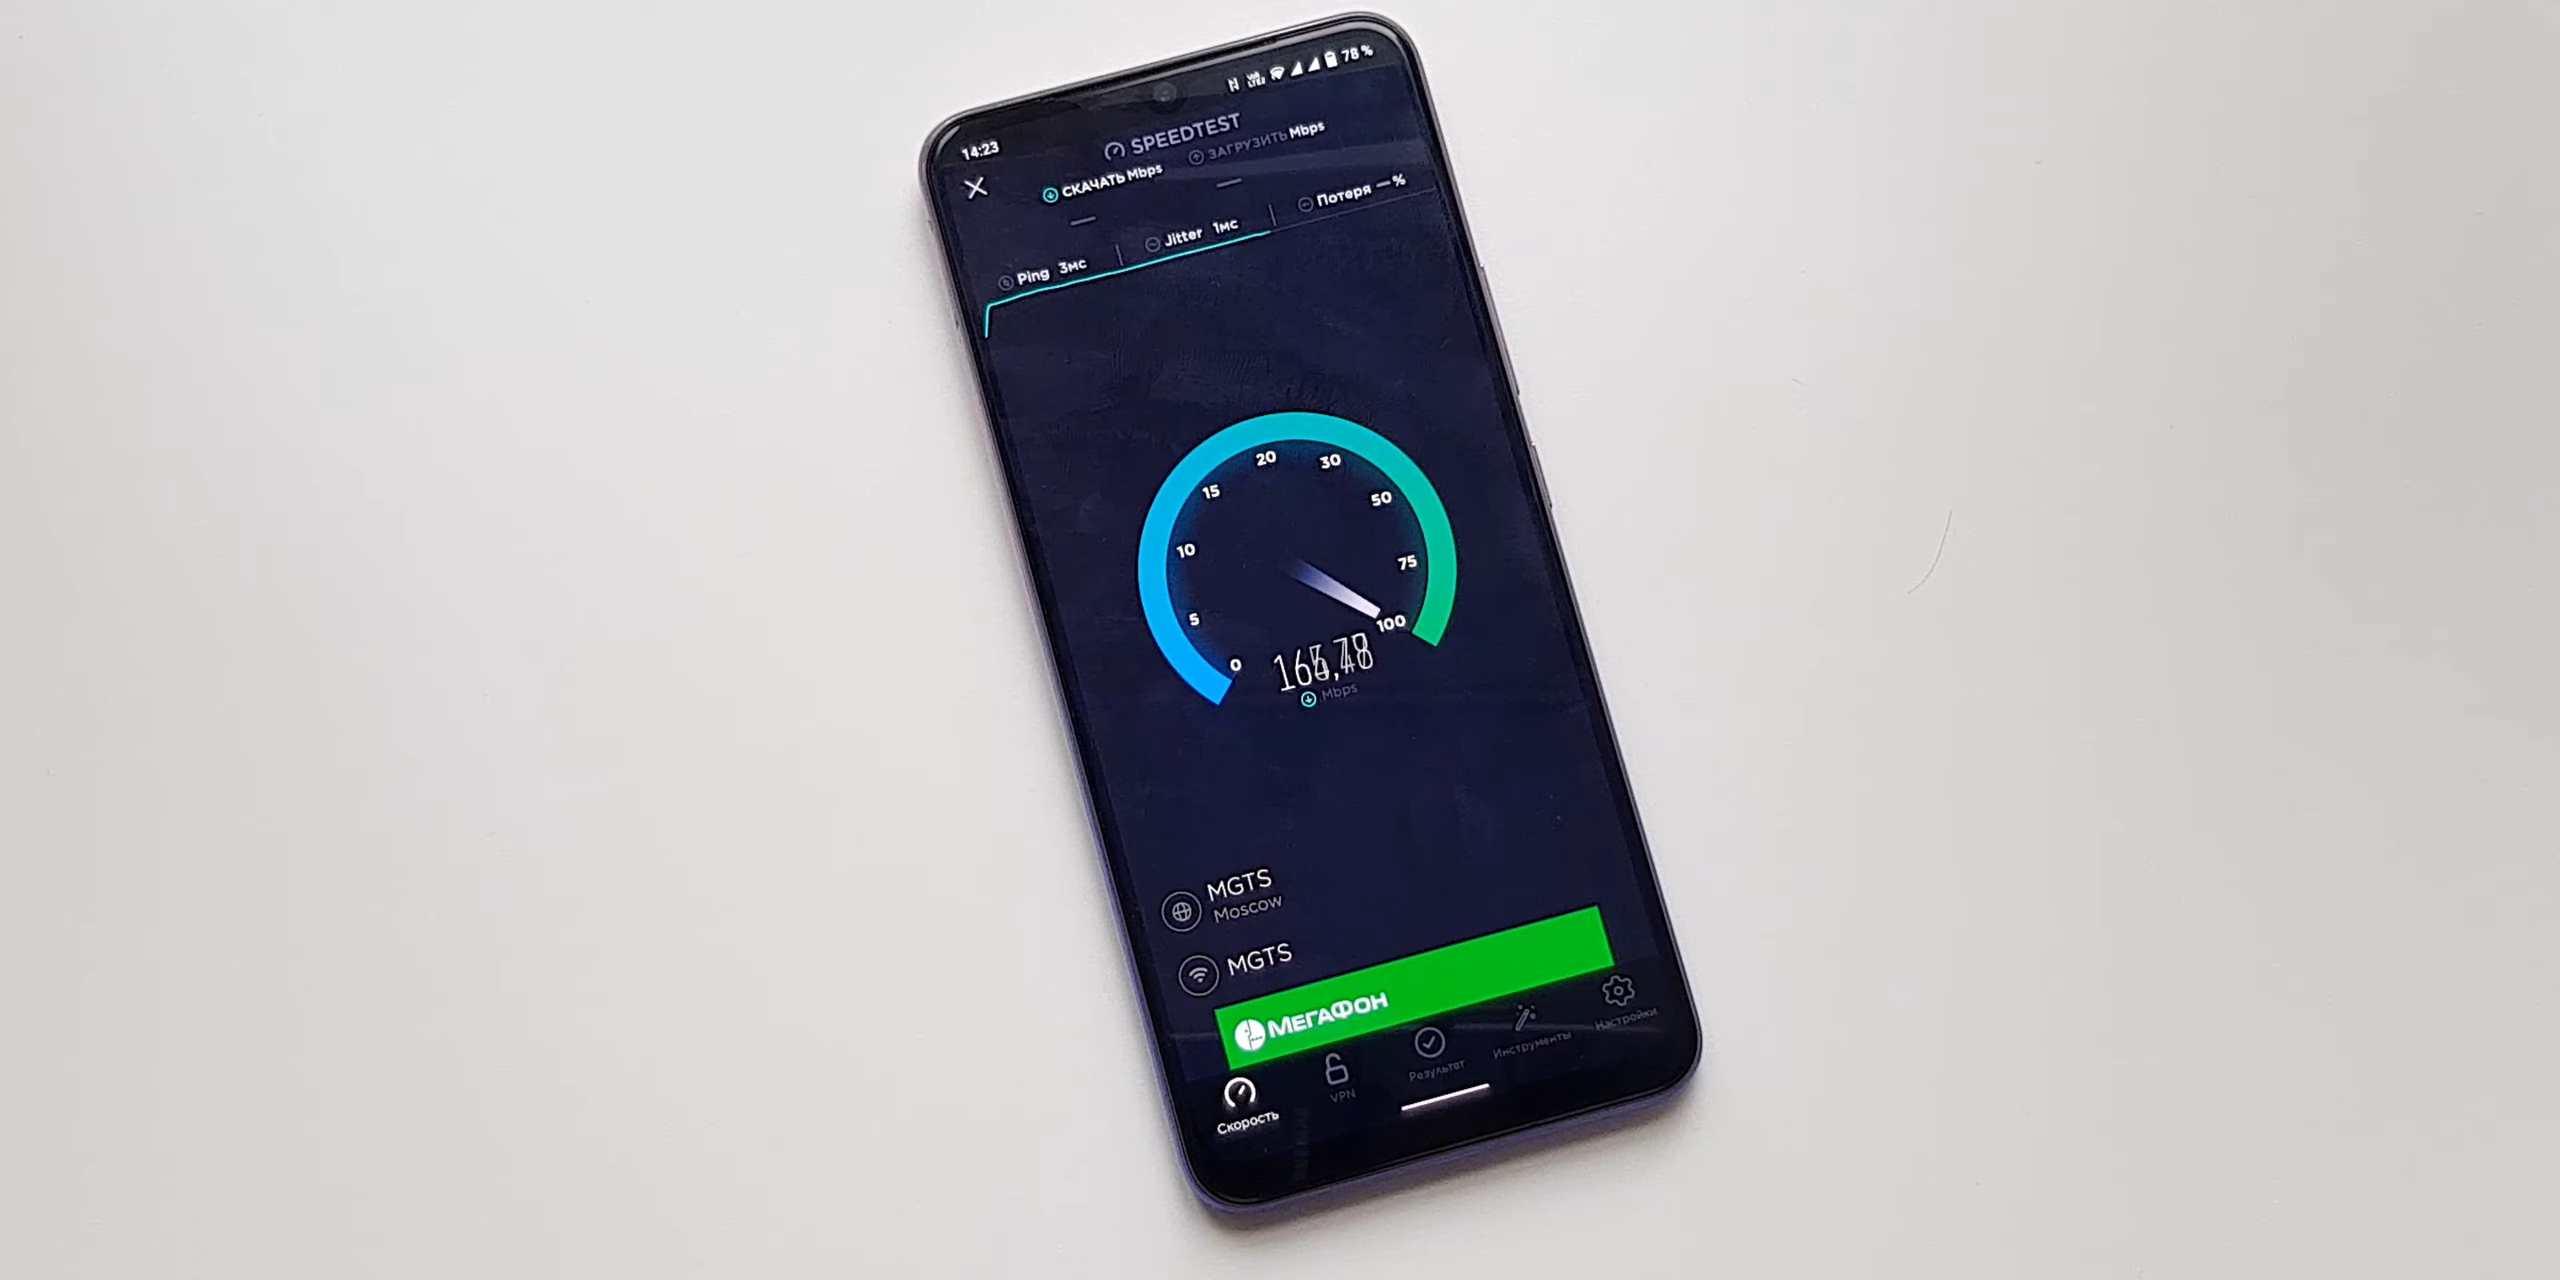 14:23
78 %
SPEEDTEST
СКАЧАТЬ Mbps
ЗАГРУЗИТЬ Mbps
Ping 3мс
Jitter 1мс
Потеря — %
0
5
10
15
20
30
50
75
100
Mbps
MGTS
Moscow
MGTS
МЕГАФОН
Скорость
VPN
Результат
Инструменты
Настройки